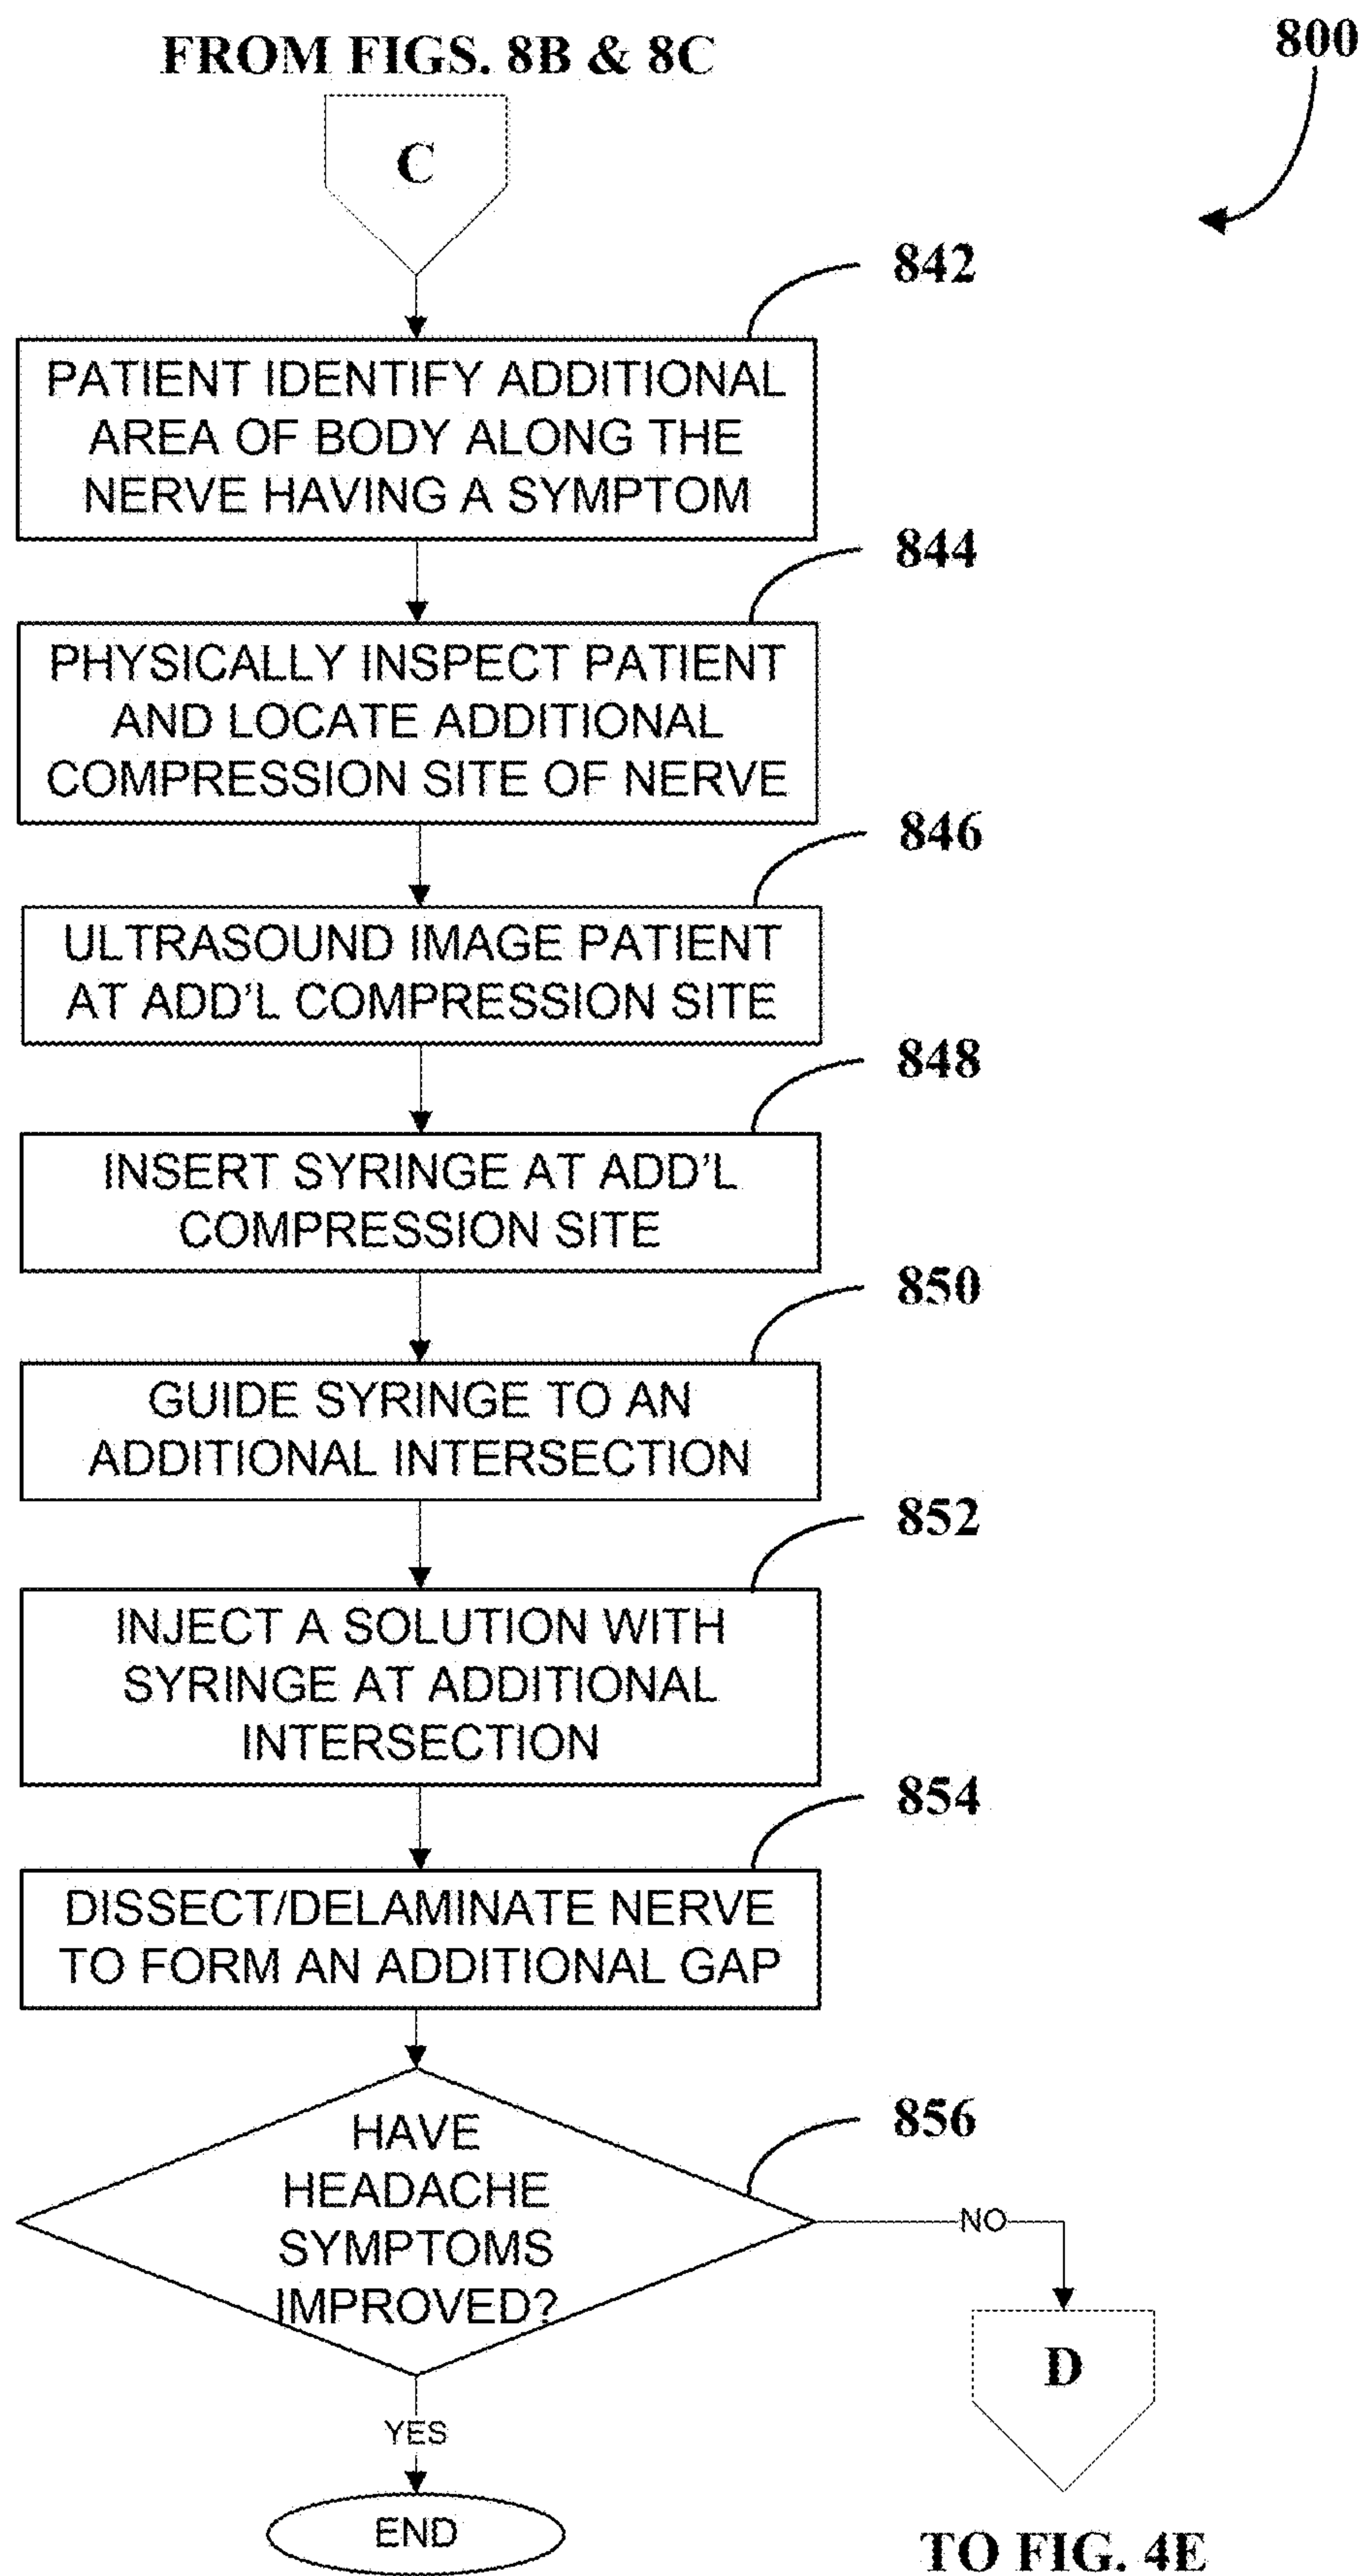 FROM FIGS. 8B & 8C
800
C
842
PATIENT IDENTIFY ADDITIONAL
AREA OF BODY ALONG THE
NERVE HAVING A SYMPTOM
844
PHYSICALLY INSPECT PATIENT
AND LOCATE ADDITIONAL
COMPRESSION SITE OF NERVE
846
ULTRASOUND IMAGE PATIENT
AT ADD'L COMPRESSION SITE
848
INSERT SYRINGE AT ADD'L
COMPRESSION SITE
850
GUIDE SYRINGE TO AN
ADDITIONAL INTERSECTION
852
INJECT A SOLUTION WITH
SYRINGE AT ADDITIONAL
INTERSECTION
854
DISSECT/DELAMINATE NERVE
TO FORM AN ADDITIONAL GAP
856
HAVE
HEADACHE
SYMPTOMS
IMPROVED?
NO
D
YES
END
TO FIG. 4E